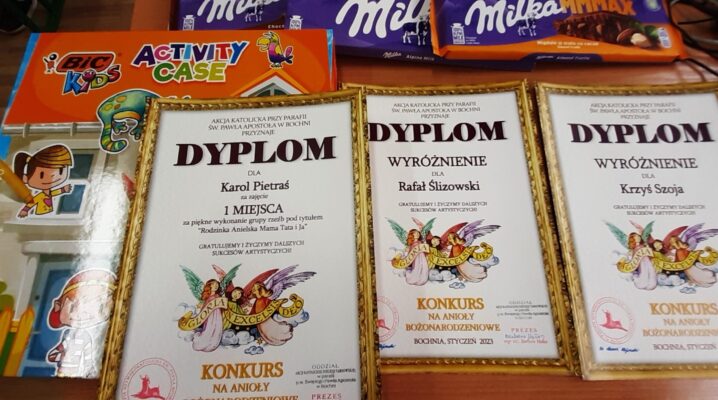 Milka
Milka
MMMAX
BIC
KIDS
ACTIVITY
CASE
AKCJA KATOLICKA PRZY PARAFII
ŚW. PAWŁA APOSTOŁA W BOCHNI
PRZYZNAJE
DYPLOM
DLA
Karol Pietraś
za zajęcie
1 MIEJSCA
za piękne wykonanie grupy rzeźb pod tytułem
"Rodzinka Anielska Mama Tata i Ja"
GRATULUJEMY I ŻYCZYMY DALSZYCH
SUKCESÓW ARTYSTYCZNYCH!
GLORIA IN EXCELSIS DEO
KONKURS
NA ANIOŁY
BOŻONARODZENIOWE
ODDZIAŁ
w Bochni
PREZES
AKCJA KATOLICKA PRZY PARAFII
ŚW. PAWŁA APOSTOŁA W BOCHNI
PRZYZNAJE
DYPLOM
WYRÓŻNIENIE
DLA
Rafał Ślizowski
GRATULUJEMY I ŻYCZYMY DALSZYCH
SUKCESÓW ARTYSTYCZNYCH!
GLORIA IN EXCELSIS DEO
KONKURS
NA ANIOŁY
BOŻONARODZENIOWE
ODDZIAŁ
PREZES
BOCHNIA, STYCZEŃ 2023
AKCJA KATOLICKA PRZY PARAFII
ŚW. PAWŁA APOSTOŁA W BOCHNI
PRZYZNAJE
DYPLOM
WYRÓŻNIENIE
DLA
Krzyś Szoja
GRATULUJEMY I ŻYCZYMY DALSZYCH
SUKCESÓW ARTYSTYCZNYCH!
GLORIA IN EXCELSIS
KONKURS
NA ANIOŁY
BOŻONARODZENIOWE
BOCHNIA, STYCZEŃ